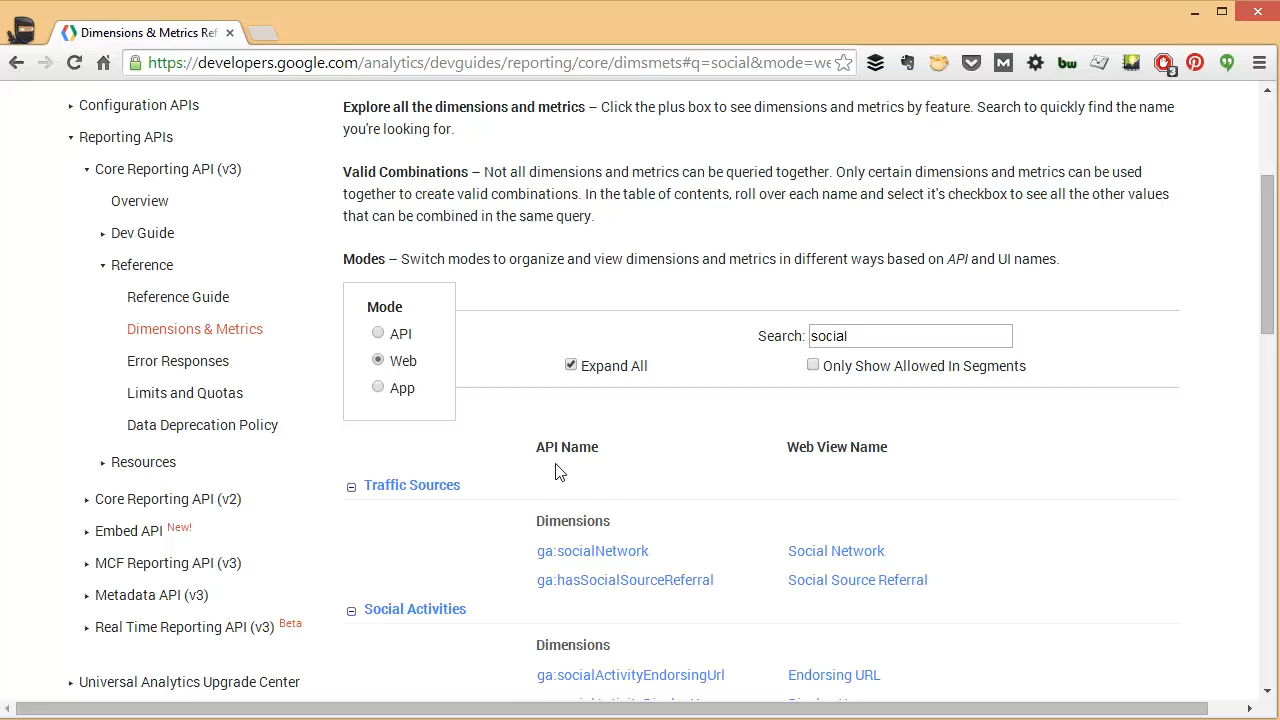 Dimensions & Metrics Ref
https://developers.google.com/analytics/devguides/reporting/core/dimsmets#q=social&mode=we
bw
M
3
Configuration APIs
Reporting APIs
Core Reporting API (v3)
Overview
Dev Guide
Reference
Reference Guide
Dimensions & Metrics
Error Responses
Limits and Quotas
Data Deprecation Policy
Resources
Core Reporting API (v2)
Embed API New!
MCF Reporting API (v3)
Metadata API (v3)
Real Time Reporting API (v3) Beta
Universal Analytics Upgrade Center
Explore all the dimensions and metrics – Click the plus box to see dimensions and metrics by feature. Search to quickly find the name
you're looking for.
Valid Combinations – Not all dimensions and metrics can be queried together. Only certain dimensions and metrics can be used
together to create valid combinations. In the table of contents, roll over each name and select it's checkbox to see all the other values
that can be combined in the same query.
Modes – Switch modes to organize and view dimensions and metrics in different ways based on API and UI names.
Mode
API
Web
App
Search: social
Expand All
Only Show Allowed In Segments
API Name Web View Name
Traffic Sources
Dimensions
ga:socialNetwork Social Network
ga:hasSocialSourceReferral Social Source Referral
Social Activities
Dimensions
ga:socialActivityEndorsingUrl Endorsing URL